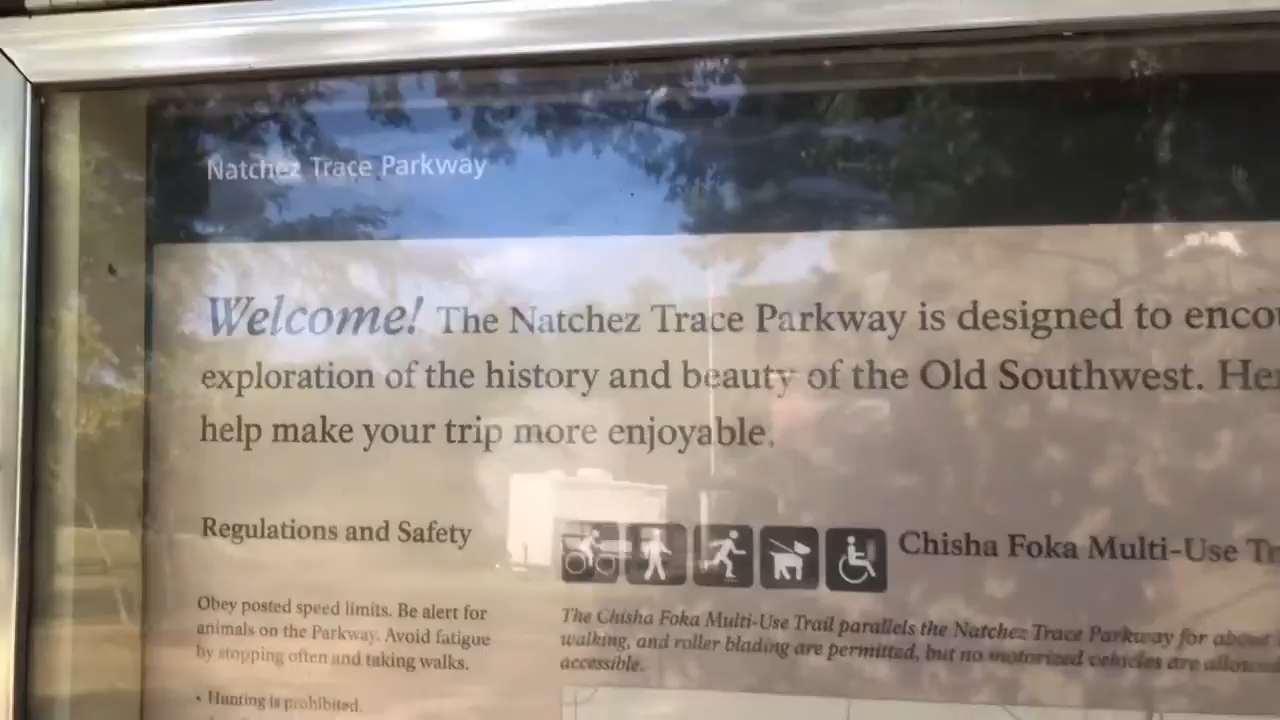 Natchez Trace Parkway
Welcome! The Natchez Trace Parkway is designed to
exploration of the history and beauty of the Old Southwest.
help make your trip more enjoyable.
Regulations and Safety
Chisha Foka Multi-Use
Obey posted speed limits. Be alert for
animals on the Parkway. Avoid fatigue
by stopping often and taking walks.
• Hunting is prohibited.
The Chisha Foka Multi-Use Trail parallels the Natchez Trace Parkway for about
walking, and roller blading are permitted, but no motorized vehicles are
accessible.